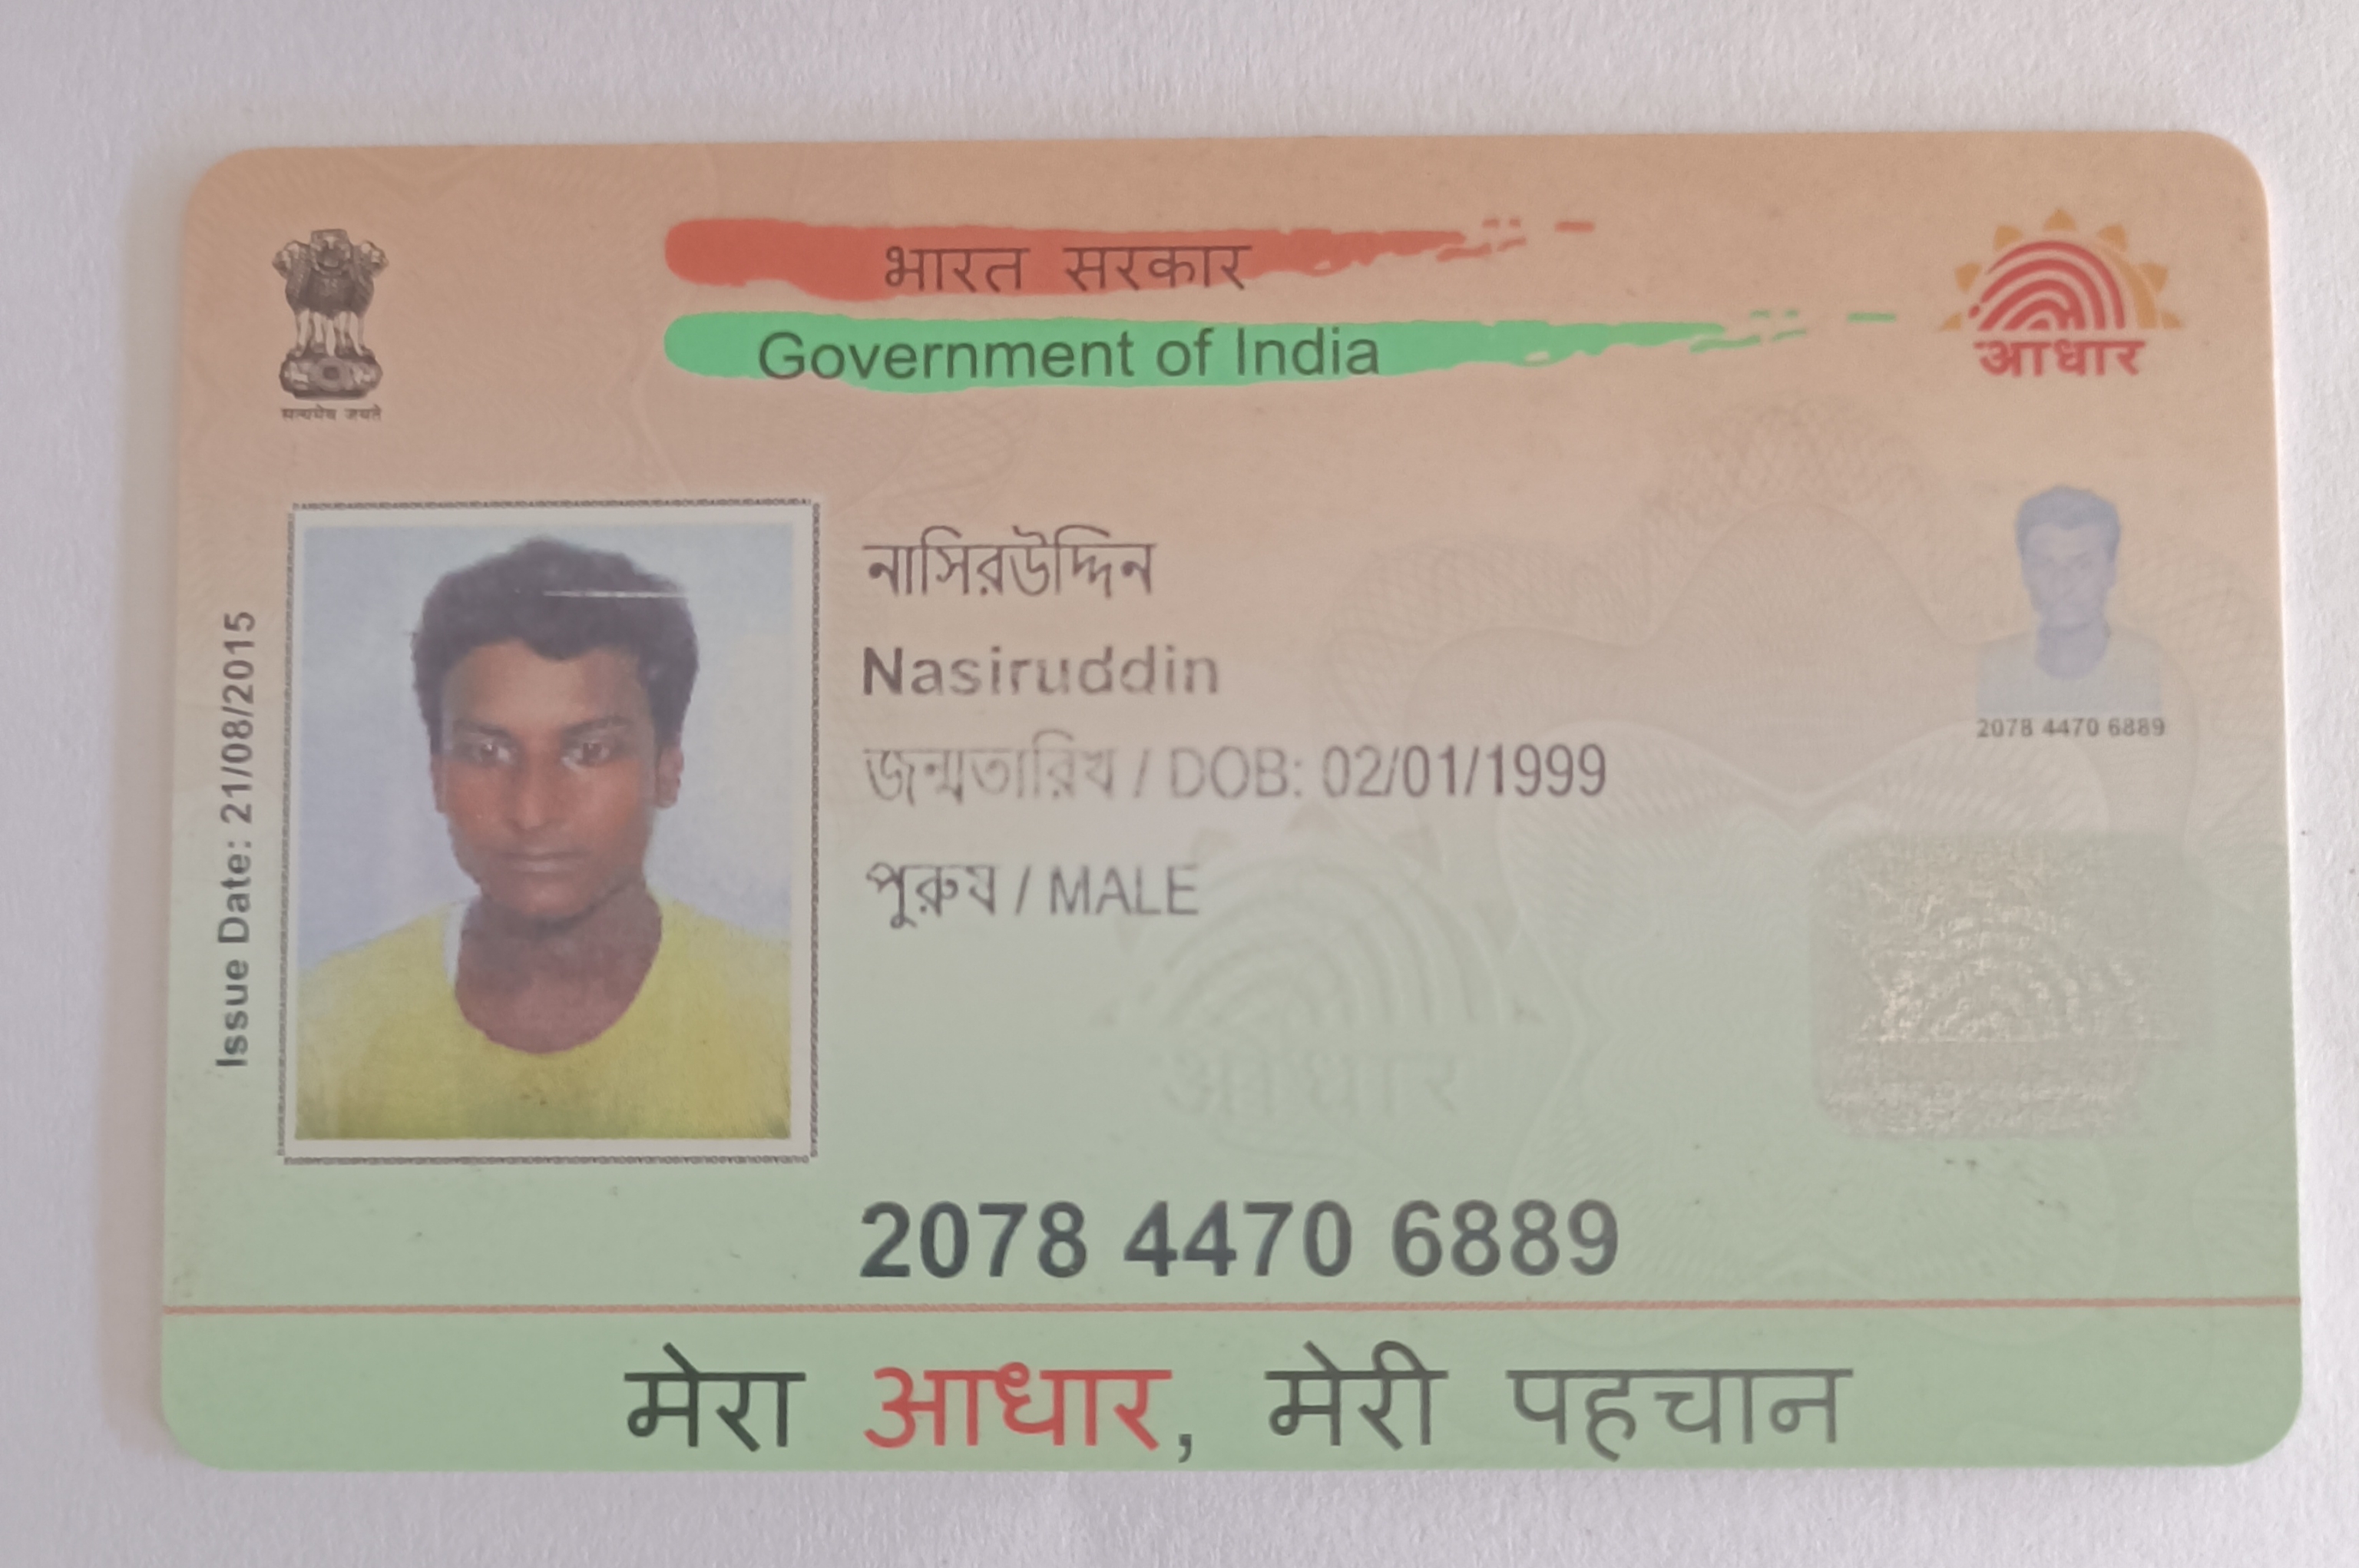 भारत सरकार
Government of India
आधार
सत्यमेव जयते
নাসিরউদ্দিন
Nasiruddin
জন্মতারিখ / DOB: 02/01/1999
পুরুষ / MALE
2078 4470 6889
Issue Date: 21/08/2015
आधार
2078 4470 6889
मेरा आधार, मेरी पहचान